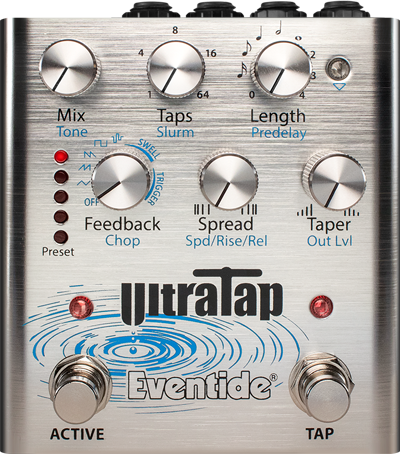 8
4 16
1 64
2
3
0 4
Mix Taps Length
Tone Slurm Predelay
SWELL
TRIGGER
OFF
Feedback Spread Taper
Chop Spd/Rise/Rel Out Lvl
Preset
UltraTap
Eventide®
ACTIVE TAP